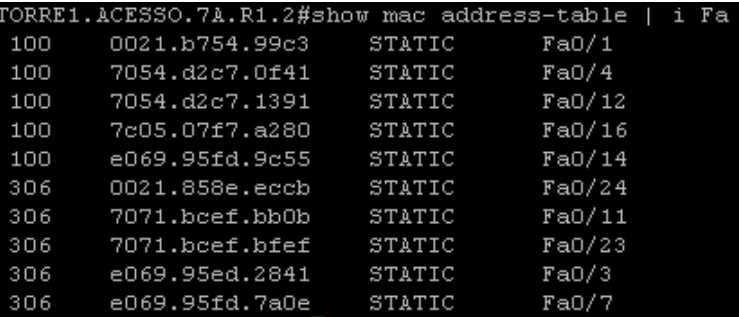 TORRE1.ACESSO.7A.R1.2#show mac address-table | i Fa
100 0021.b754.99c3 STATIC Fa0/1
100 7054.d2c7.0f41 STATIC Fa0/4
100 7054.d2c7.1391 STATIC Fa0/12
100 7c05.07f7.a280 STATIC Fa0/16
100 e069.95fd.9c55 STATIC Fa0/14
306 0021.858e.eccb STATIC Fa0/24
306 7071.bcef.bb0b STATIC Fa0/11
306 7071.bcef.bfef STATIC Fa0/23
306 e069.95ed.2841 STATIC Fa0/3
306 e069.95fd.7a0e STATIC Fa0/7